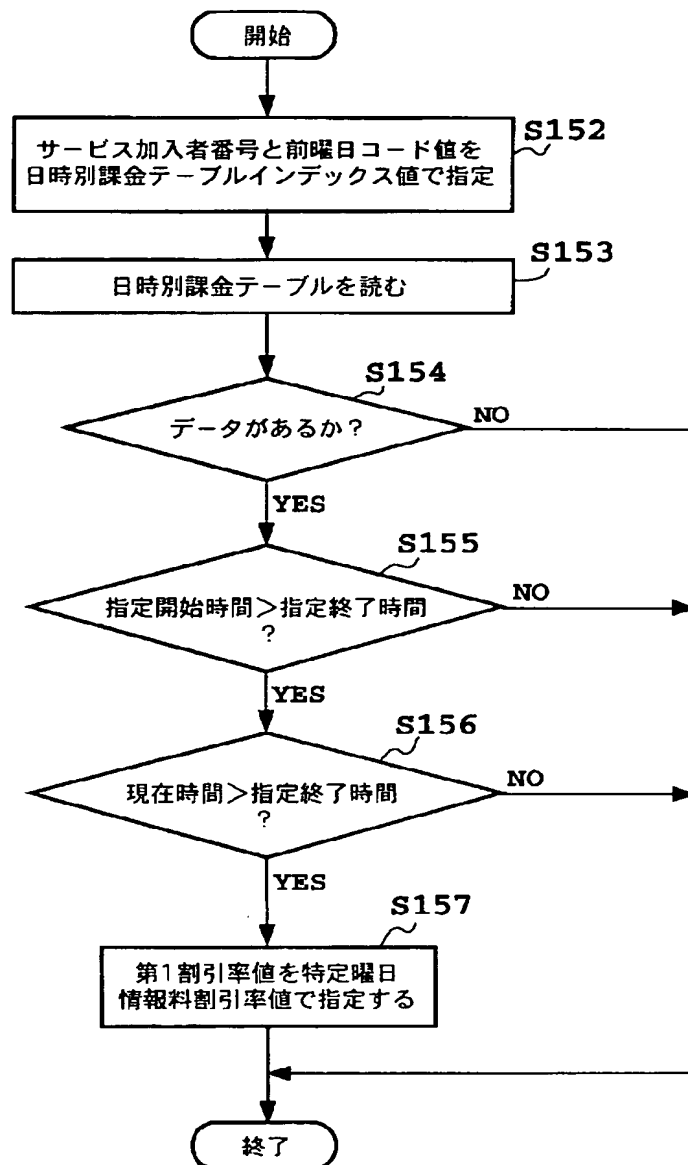 開始
S152
サービス加入者番号と前曜日コード値を
日時別課金テーブルインデックス値で指定
S153
日時別課金テーブルを読む
S154
データがあるか?
NO
YES
S155
指定開始時間＞指定終了時間
?
NO
YES
S156
現在時間＞指定終了時間
?
NO
YES
S157
第1割引率値を特定曜日
情報料割引率値で指定する
終了